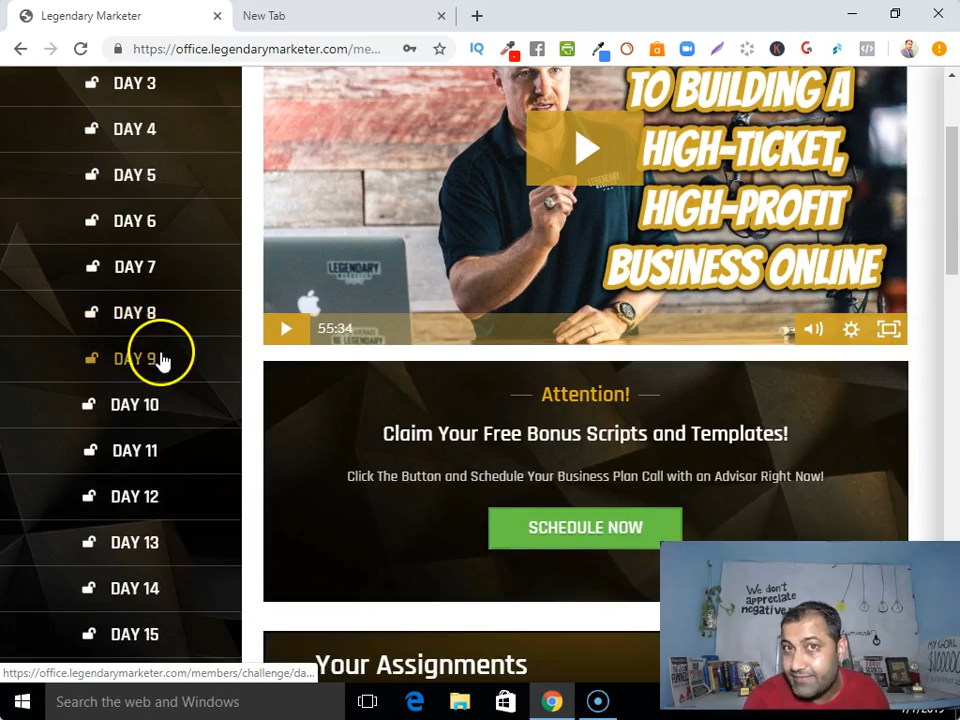 Legendary Marketer
New Tab
https://office.legendarymarketer.com/me...
DAY 3
DAY 4
DAY 5
DAY 6
DAY 7
DAY 8
DAY 9
DAY 10
DAY 11
DAY 12
DAY 13
DAY 14
DAY 15
TO BUILDING A
HIGH-TICKET,
HIGH-PROFIT
BUSINESS ONLINE
LEGENDARY
MARKETER
55:34
Attention!
Claim Your Free Bonus Scripts and Templates!
Click The Button and Schedule Your Business Plan Call with an Advisor Right Now!
SCHEDULE NOW
Your Assignments
We don't
appreciate
negative
MY GOAL
https://office.legendarymarketer.com/members/challenge/da...
Search the web and Windows